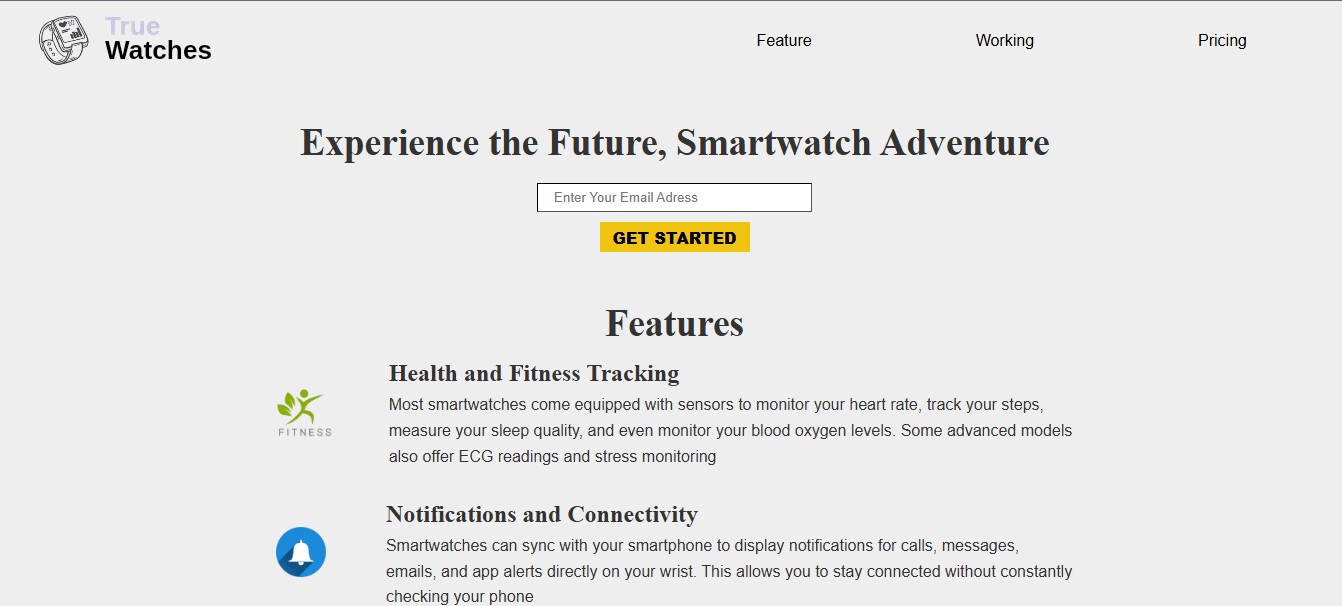 True
Watches
Feature
Working
Pricing
Experience the Future, Smartwatch Adventure
Enter Your Email Adress
GET STARTED
Features
Health and Fitness Tracking
Most smartwatches come equipped with sensors to monitor your heart rate, track your steps,
measure your sleep quality, and even monitor your blood oxygen levels. Some advanced models
also offer ECG readings and stress monitoring
FITNESS
Notifications and Connectivity
Smartwatches can sync with your smartphone to display notifications for calls, messages,
emails, and app alerts directly on your wrist. This allows you to stay connected without constantly
checking your phone